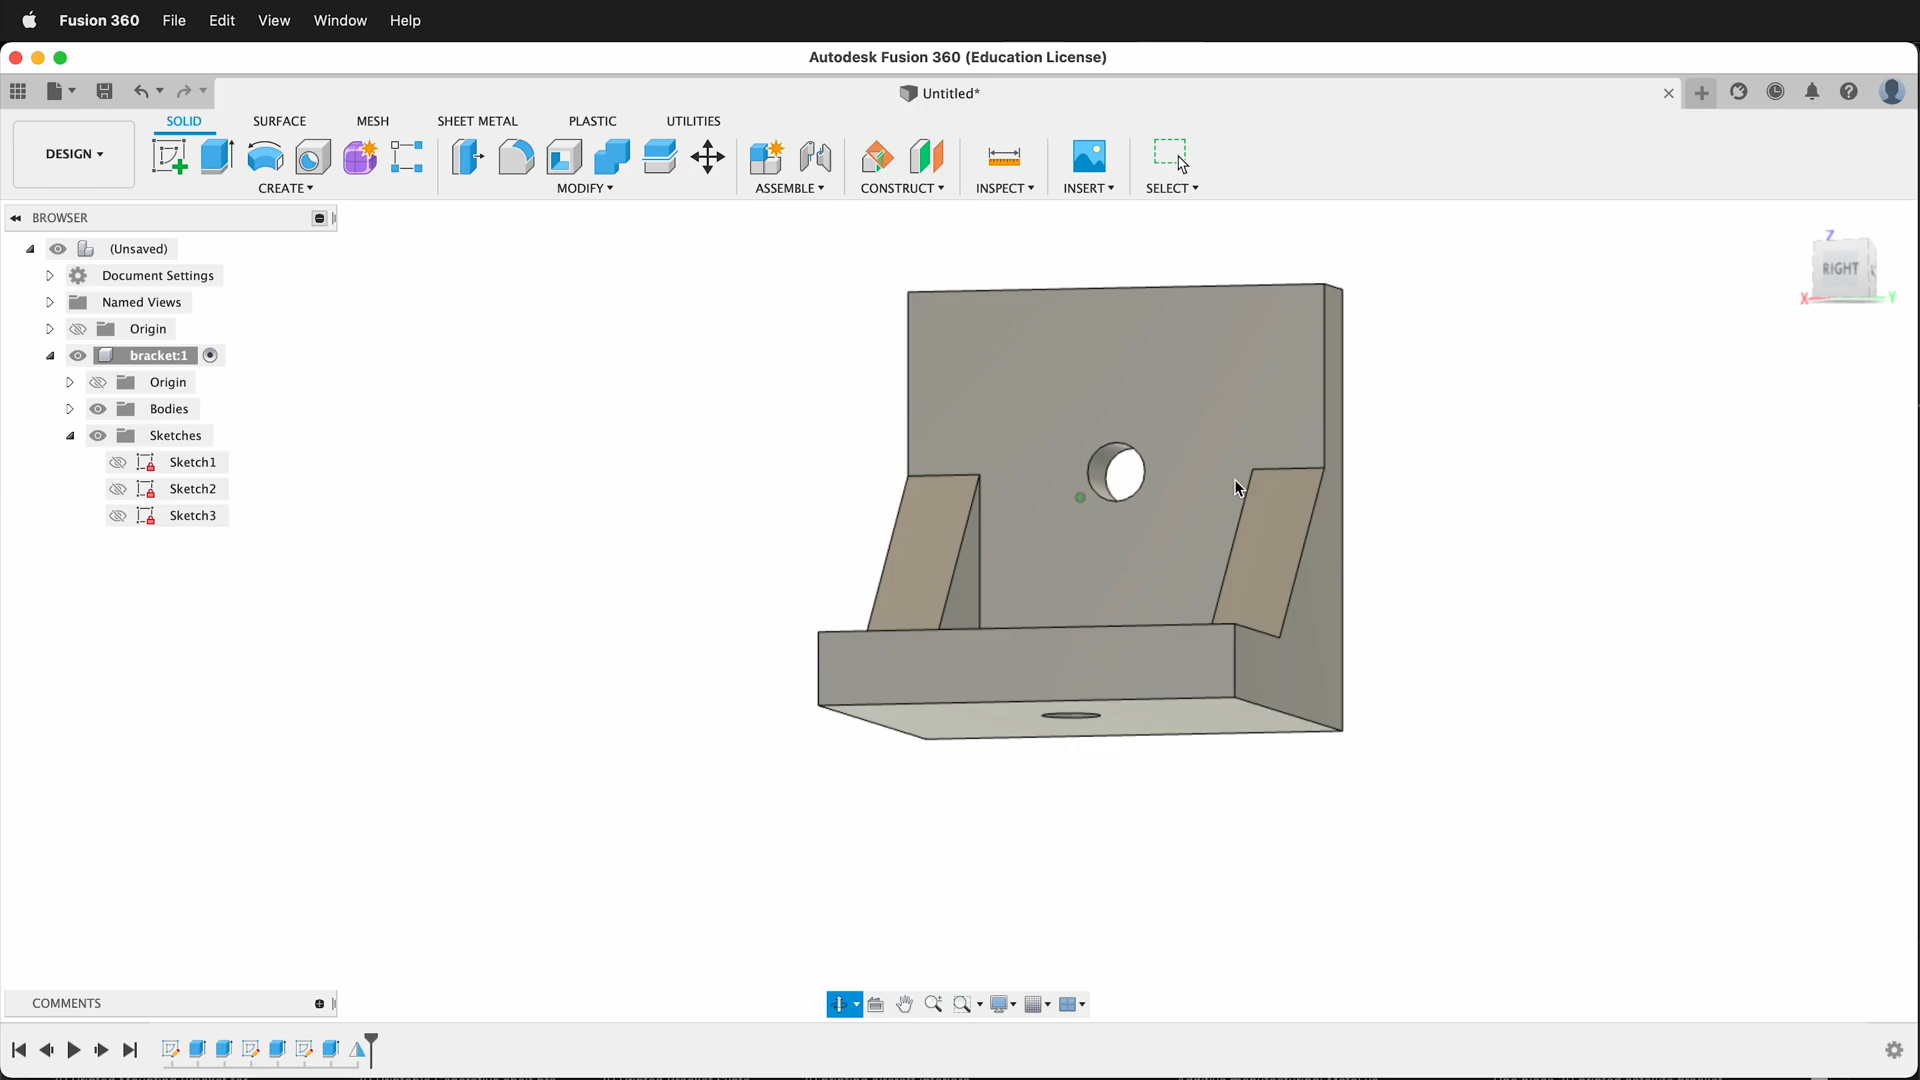 Fusion 360 File Edit View Window Help
Autodesk Fusion 360 (Education License)
Untitled*
SOLID SURFACE MESH SHEET METAL PLASTIC UTILITIES
DESIGN
CREATE MODIFY ASSEMBLE CONSTRUCT INSPECT INSERT SELECT
BROWSER
(Unsaved)
Document Settings
Named Views
Origin
bracket:1
Origin
Bodies
Sketches
Sketch1
Sketch2
Sketch3
Z
RIGHT
X Y
COMMENTS